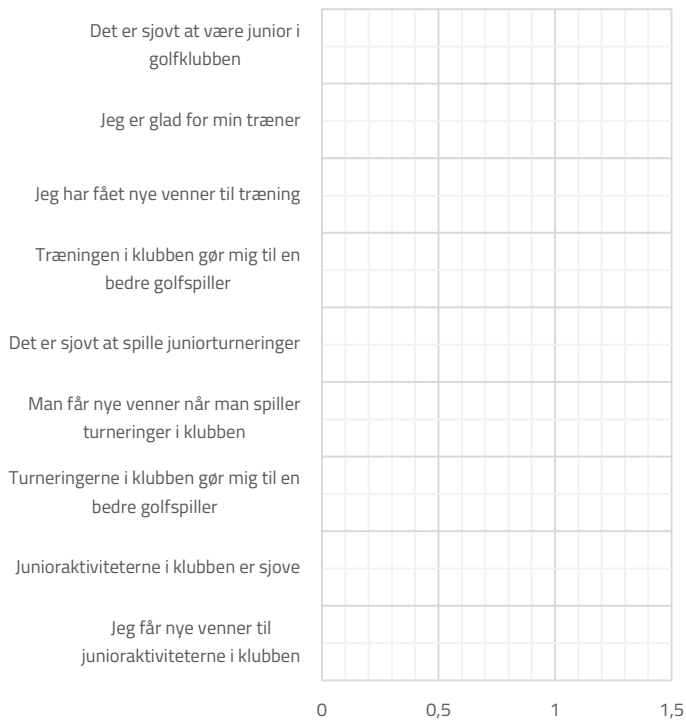 Det er sjovt at være junior i
golfklubben
Jeg er glad for min træner
Jeg har fået nye venner til træning
Træningen i klubben gør mig til en
bedre golfspiller
Det er sjovt at spille juniorturneringer
Man får nye venner når man spiller
turneringer i klubben
Turneringerne i klubben gør mig til en
bedre golfspiller
Junioraktiviteterne i klubben er sjove
Jeg får nye venner til
junioraktiviteterne i klubben
0 0,5 1 1,5